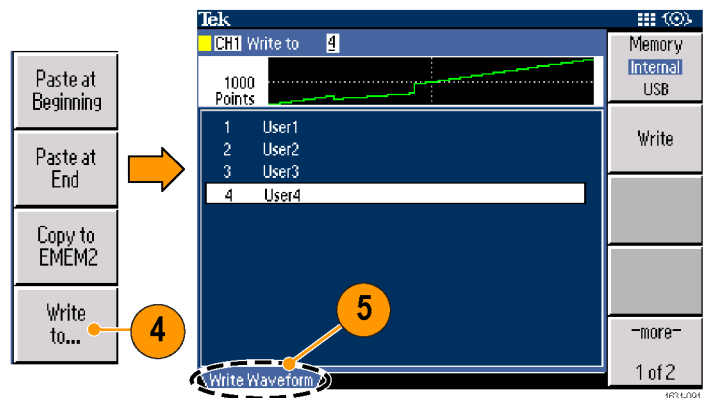 Paste at
Beginning
Paste at
End
Copy to
EMEM2
Write
to...
4
Tek
CH1 Write to 4
1000
Points
1 User1
2 User2
3 User3
4 User4
5
Write Waveform
Memory
Internal
USB
Write
-more-
1 of 2
1631-091